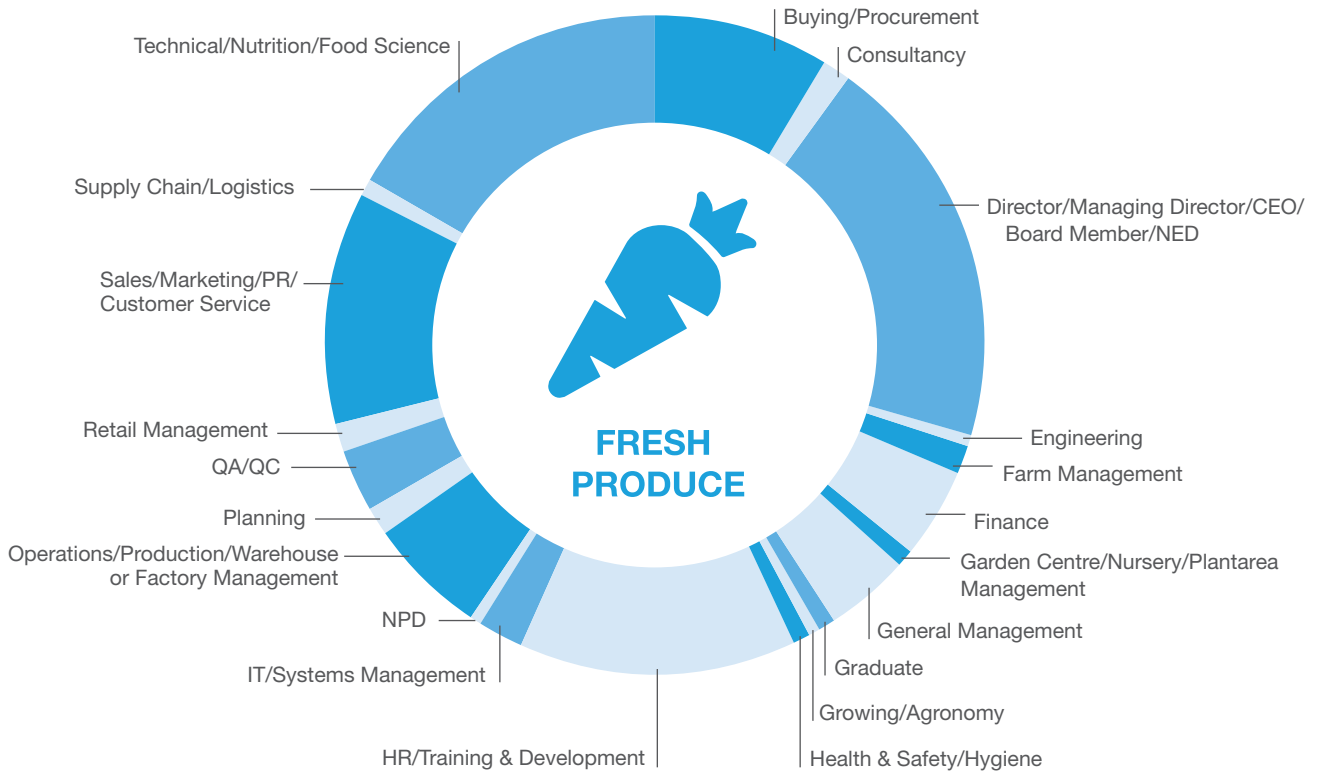 Buying/Procurement
Consultancy
Director/Managing Director/CEO/
Board Member/NED
Engineering
Farm Management
Finance
Garden Centre/Nursery/Plantarea
Management
General Management
Graduate
Growing/Agronomy
Health & Safety/Hygiene
HR/Training & Development
IT/Systems Management
NPD
Operations/Production/Warehouse
or Factory Management
Planning
QA/QC
Retail Management
Sales/Marketing/PR/
Customer Service
Supply Chain/Logistics
Technical/Nutrition/Food Science
FRESH
PRODUCE